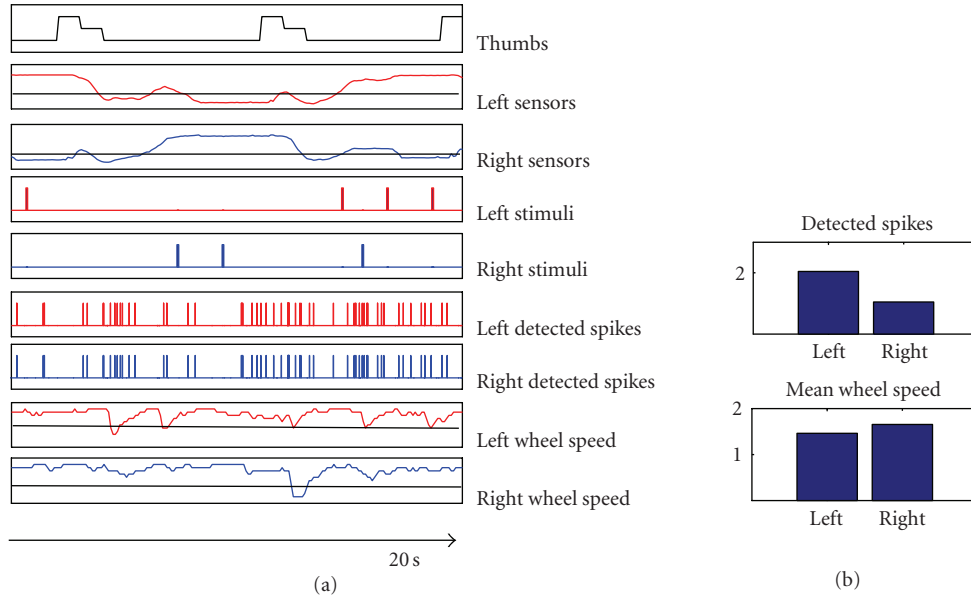 Thumbs
Left sensors
Right sensors
Left stimuli
Right stimuli
Left detected spikes
Right detected spikes
Left wheel speed
Right wheel speed
20 s
(a)
Detected spikes
2
Left Right
Mean wheel speed
2
1
Left Right
(b)